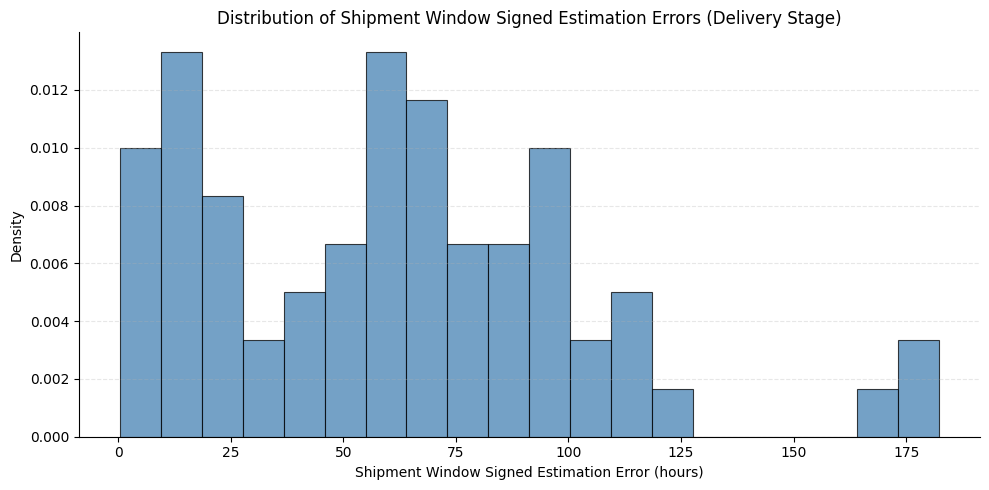 Distribution of Shipment Window Signed Estimation Errors (Delivery Stage)
Density
0.012
0.010
0.008
0.006
0.004
0.002
0.000
0 25 50 75 100 125 150 175
Shipment Window Signed Estimation Error (hours)